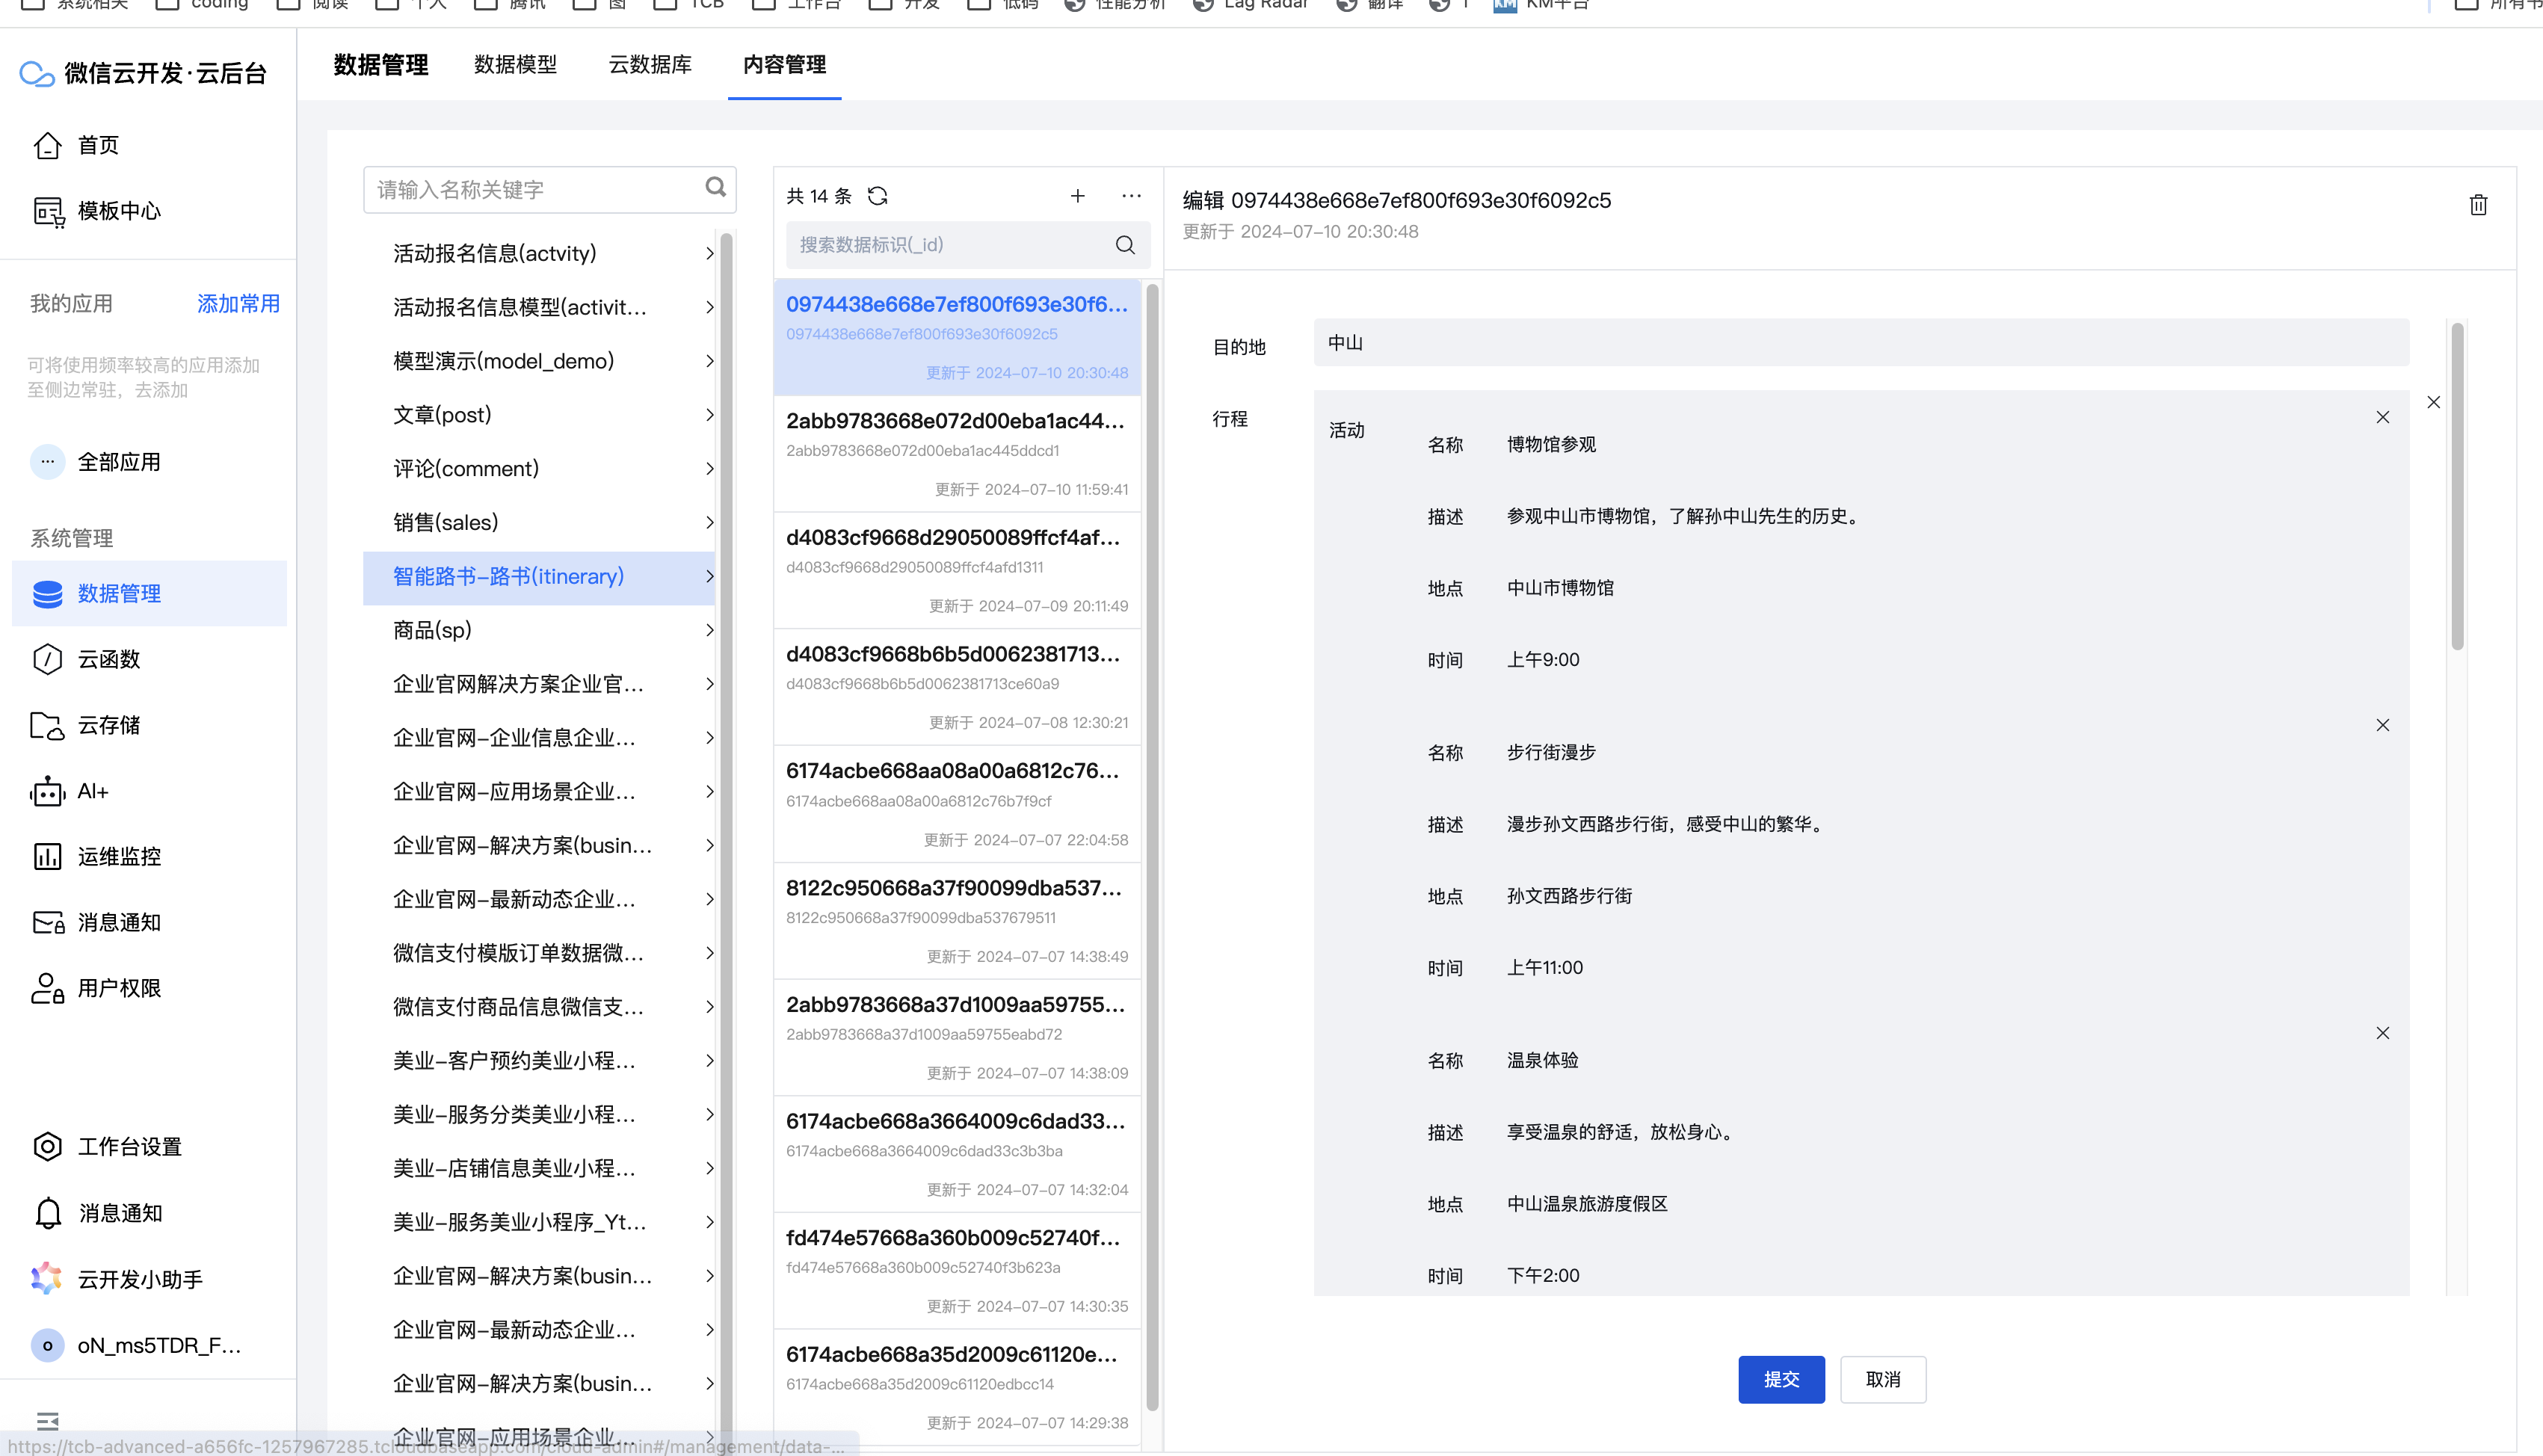 系统相关 coding 阅读 个人 腾讯 图 TCB 工作台 开发 低码 性能分析 Lag Radar 翻译 KM平台
微信云开发·云后台
首页
模板中心
我的应用 添加常用
可将使用频率较高的应用添加
至侧边常驻，去添加
全部应用
系统管理
数据管理
云函数
云存储
AI+
运维监控
消息通知
用户权限
工作台设置
消息通知
云开发小助手
o oN_ms5TDR_F...
数据管理 数据模型 云数据库 内容管理
请输入名称关键字
活动报名信息(actvity)
活动报名信息模型(activit...
模型演示(model_demo)
文章(post)
评论(comment)
销售(sales)
智能路书-路书(itinerary)
商品(sp)
企业官网解决方案企业官...
企业官网-企业信息企业...
企业官网-应用场景企业...
企业官网-解决方案(busin...
企业官网-最新动态企业...
微信支付模版订单数据微...
微信支付商品信息微信支...
美业-客户预约美业小程...
美业-服务分类美业小程...
美业-店铺信息美业小程...
美业-服务美业小程序_Yt...
企业官网-解决方案(busin...
企业官网-最新动态企业...
企业官网-解决方案(busin...
企业官网-应用场景企业...
共 14 条
搜索数据标识(_id)
0974438e668e7ef800f693e30f6...
0974438e668e7ef800f693e30f6092c5
更新于 2024-07-10 20:30:48
2abb9783668e072d00eba1ac44...
2abb9783668e072d00eba1ac445ddcd1
更新于 2024-07-10 11:59:41
d4083cf9668d29050089ffcf4af...
d4083cf9668d29050089ffcf4afd1311
更新于 2024-07-09 20:11:49
d4083cf9668b6b5d0062381713...
d4083cf9668b6b5d0062381713ce60a9
更新于 2024-07-08 12:30:21
6174acbe668aa08a00a6812c76...
6174acbe668aa08a00a6812c76b7f9cf
更新于 2024-07-07 22:04:58
8122c950668a37f90099dba537...
8122c950668a37f90099dba537679511
更新于 2024-07-07 14:38:49
2abb9783668a37d1009aa59755...
2abb9783668a37d1009aa59755eabd72
更新于 2024-07-07 14:38:09
6174acbe668a3664009c6dad33...
6174acbe668a3664009c6dad33c3b3ba
更新于 2024-07-07 14:32:04
fd474e57668a360b009c52740f...
fd474e57668a360b009c52740f3b623a
更新于 2024-07-07 14:30:35
6174acbe668a35d2009c61120e...
6174acbe668a35d2009c61120edbcc14
更新于 2024-07-07 14:29:38
编辑 0974438e668e7ef800f693e30f6092c5
更新于 2024-07-10 20:30:48
目的地 中山
行程
活动
名称 博物馆参观
描述 参观中山市博物馆，了解孙中山先生的历史。
地点 中山市博物馆
时间 上午9:00
名称 步行街漫步
描述 漫步孙文西路步行街，感受中山的繁华。
地点 孙文西路步行街
时间 上午11:00
名称 温泉体验
描述 享受温泉的舒适，放松身心。
地点 中山温泉旅游度假区
时间 下午2:00
提交 取消
https://tcb-advanced-a656fc-1257967285.tcloudbaseapp.com/cloud-admin#/management/data-...